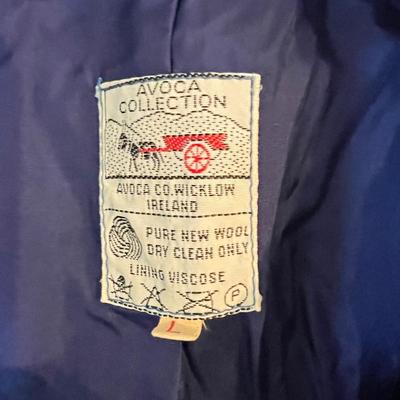 AVOCA
COLLECTION
AVOCA CO.WICKLOW
IRELAND
PURE NEW WOOL
DRY CLEAN ONLY
LINING VISCOSE
P
L